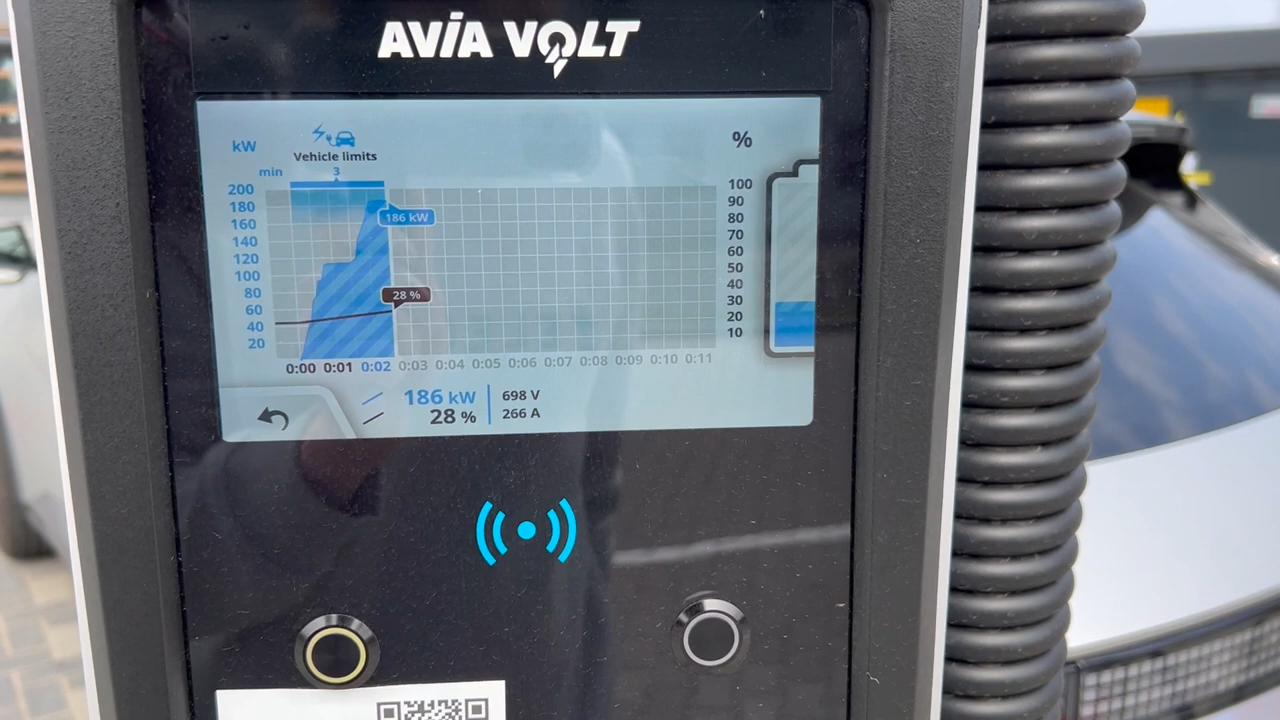 AVIA VOLT
kW
Vehicle limits
%
min
3
200
180
160
140
120
100
80
60
40
20
186 kW
28 %
100
90
80
70
60
50
40
30
20
10
0:00 0:01 0:02 0:03 0:04 0:05 0:06 0:07 0:08 0:09 0:10 0:11
186 kW
28 %
698 V
266 A